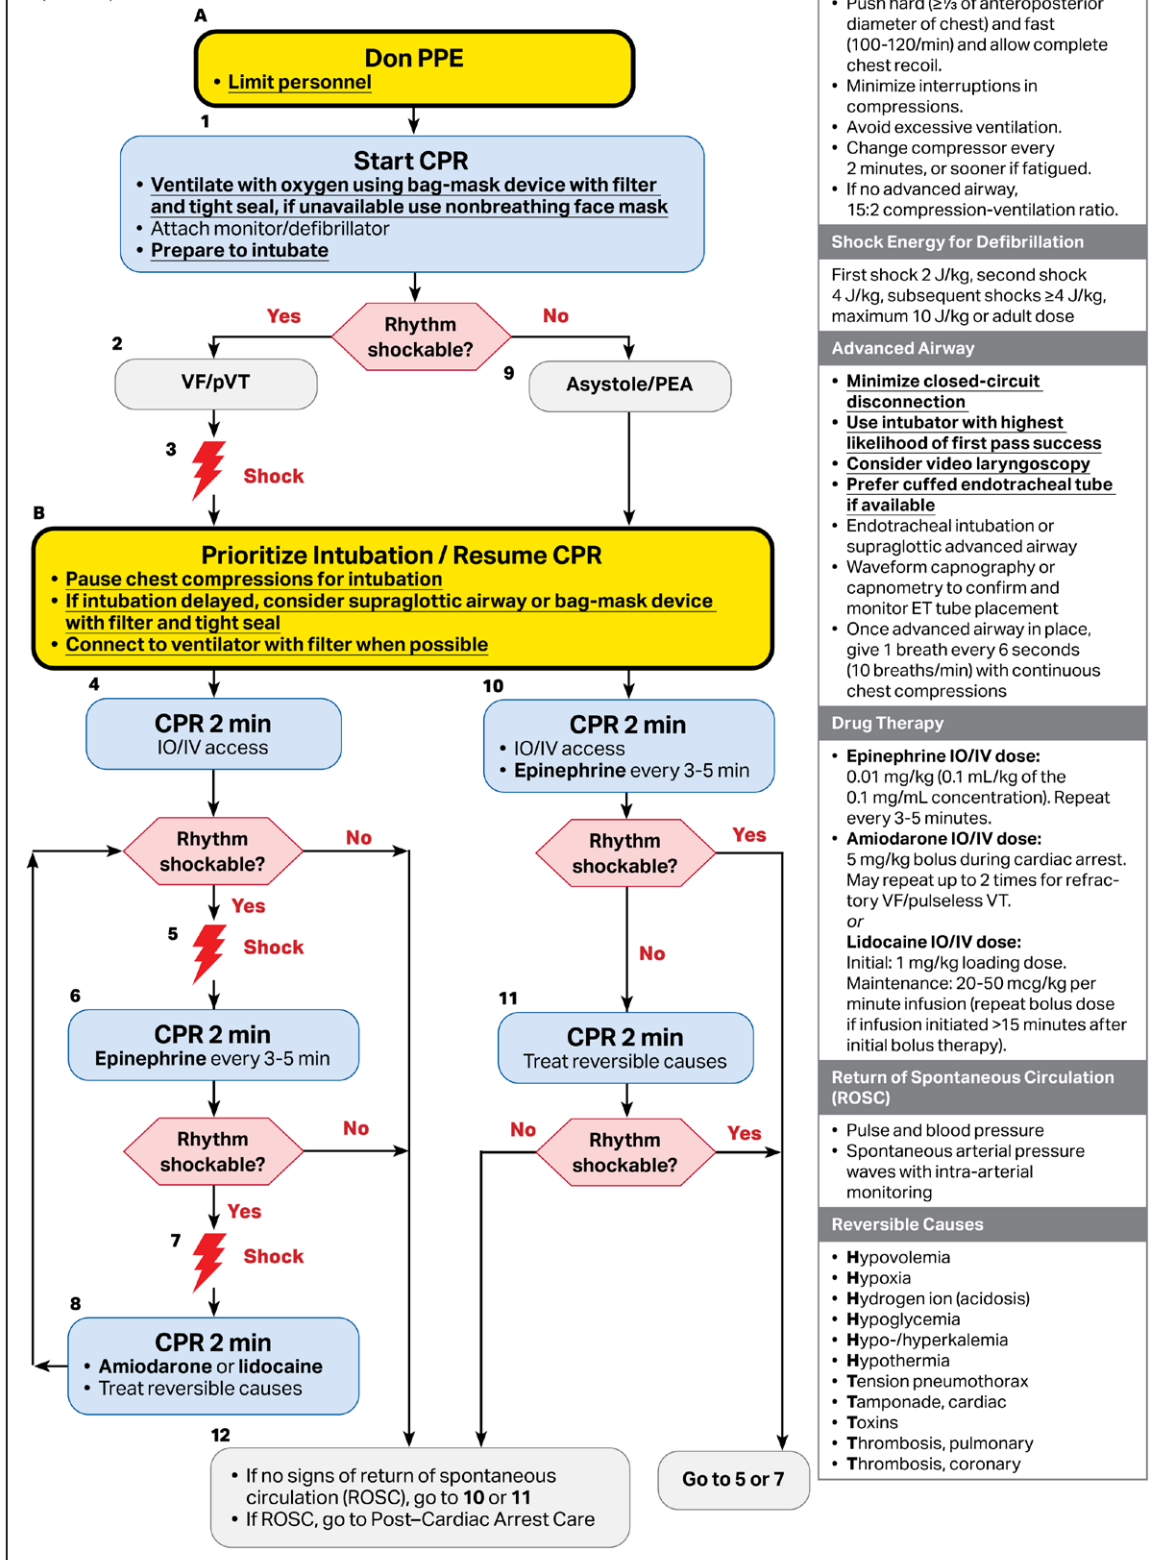 A
Don PPE
• Limit personnel
1
Start CPR
• Ventilate with oxygen using bag-mask device with filter
and tight seal, if unavailable use nonbreathing face mask
• Attach monitor/defibrillator
• Prepare to intubate
Rhythm
shockable?
Yes
No
2
VF/pVT
9
Asystole/PEA
3
Shock
B
Prioritize Intubation / Resume CPR
• Pause chest compressions for intubation
• If intubation delayed, consider supraglottic airway or bag-mask device
with filter and tight seal
• Connect to ventilator with filter when possible
4
CPR 2 min
IO/IV access
Rhythm
shockable?
No
Yes
5
Shock
6
CPR 2 min
Epinephrine every 3-5 min
Rhythm
shockable?
No
Yes
7
Shock
8
CPR 2 min
• Amiodarone or lidocaine
• Treat reversible causes
10
CPR 2 min
• IO/IV access
• Epinephrine every 3-5 min
Rhythm
shockable?
Yes
No
11
CPR 2 min
Treat reversible causes
Rhythm
shockable?
No
Yes
12
• If no signs of return of spontaneous
circulation (ROSC), go to 10 or 11
• If ROSC, go to Post–Cardiac Arrest Care
Go to 5 or 7
• Push hard (≥⅓ of anteroposterior
diameter of chest) and fast
(100-120/min) and allow complete
chest recoil.
• Minimize interruptions in
compressions.
• Avoid excessive ventilation.
• Change compressor every
2 minutes, or sooner if fatigued.
• If no advanced airway,
15:2 compression-ventilation ratio.
Shock Energy for Defibrillation
First shock 2 J/kg, second shock
4 J/kg, subsequent shocks ≥4 J/kg,
maximum 10 J/kg or adult dose
Advanced Airway
• Minimize closed-circuit
disconnection
• Use intubator with highest
likelihood of first pass success
• Consider video laryngoscopy
• Prefer cuffed endotracheal tube
if available
• Endotracheal intubation or
supraglottic advanced airway
• Waveform capnography or
capnometry to confirm and
monitor ET tube placement
• Once advanced airway in place,
give 1 breath every 6 seconds
(10 breaths/min) with continuous
chest compressions
Drug Therapy
• Epinephrine IO/IV dose:
0.01 mg/kg (0.1 mL/kg of the
0.1 mg/mL concentration). Repeat
every 3-5 minutes.
• Amiodarone IO/IV dose:
5 mg/kg bolus during cardiac arrest.
May repeat up to 2 times for refrac-
tory VF/pulseless VT.
or
Lidocaine IO/IV dose:
Initial: 1 mg/kg loading dose.
Maintenance: 20-50 mcg/kg per
minute infusion (repeat bolus dose
if infusion initiated >15 minutes after
initial bolus therapy).
Return of Spontaneous Circulation
(ROSC)
• Pulse and blood pressure
• Spontaneous arterial pressure
waves with intra-arterial
monitoring
Reversible Causes
• Hypovolemia
• Hypoxia
• Hydrogen ion (acidosis)
• Hypoglycemia
• Hypo-/hyperkalemia
• Hypothermia
• Tension pneumothorax
• Tamponade, cardiac
• Toxins
• Thrombosis, pulmonary
• Thrombosis, coronary